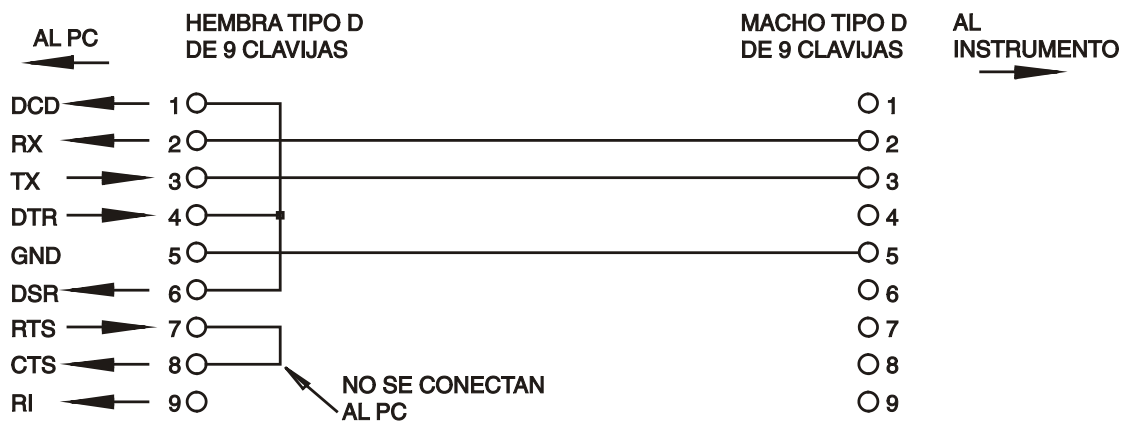 AL PC
HEMBRA TIPO D
DE 9 CLAVIJAS
MACHO TIPO D
DE 9 CLAVIJAS
AL
INSTRUMENTO
DCD 1 1
RX 2 2
TX 3 3
DTR 4 4
GND 5 5
DSR 6 6
RTS 7 7
CTS 8 8
RI 9 9
NO SE CONECTAN
AL PC